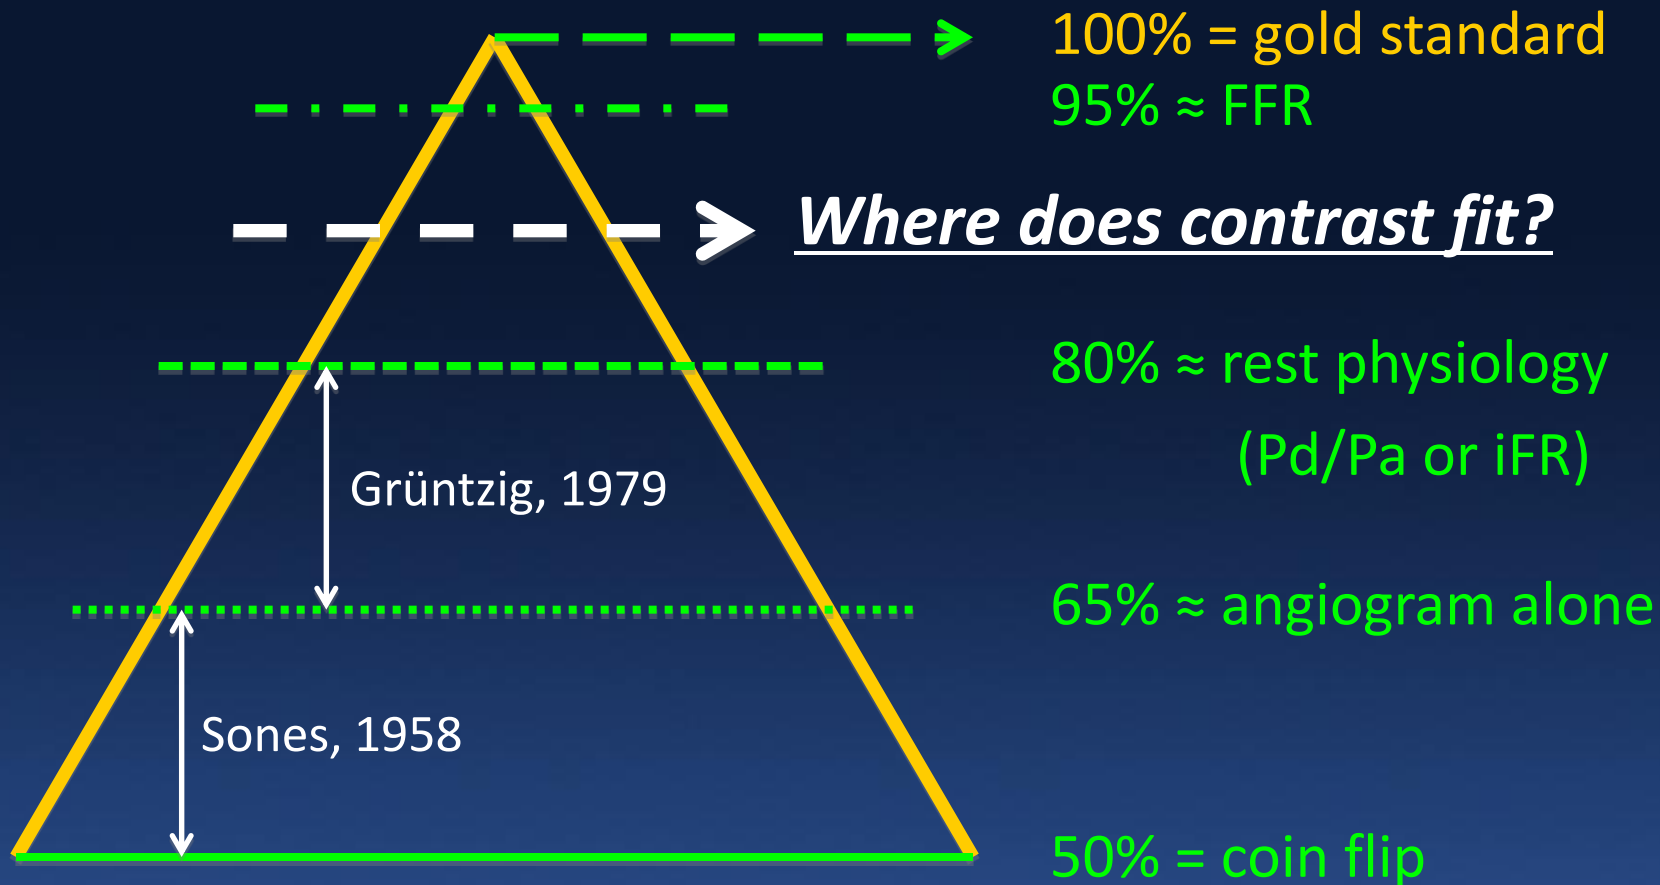 100% = gold standard
95% ≈ FFR
Where does contrast fit?
80% ≈ rest physiology
(Pd/Pa or iFR)
Grüntzig, 1979
65% ≈ angiogram alone
Sones, 1958
50% = coin flip